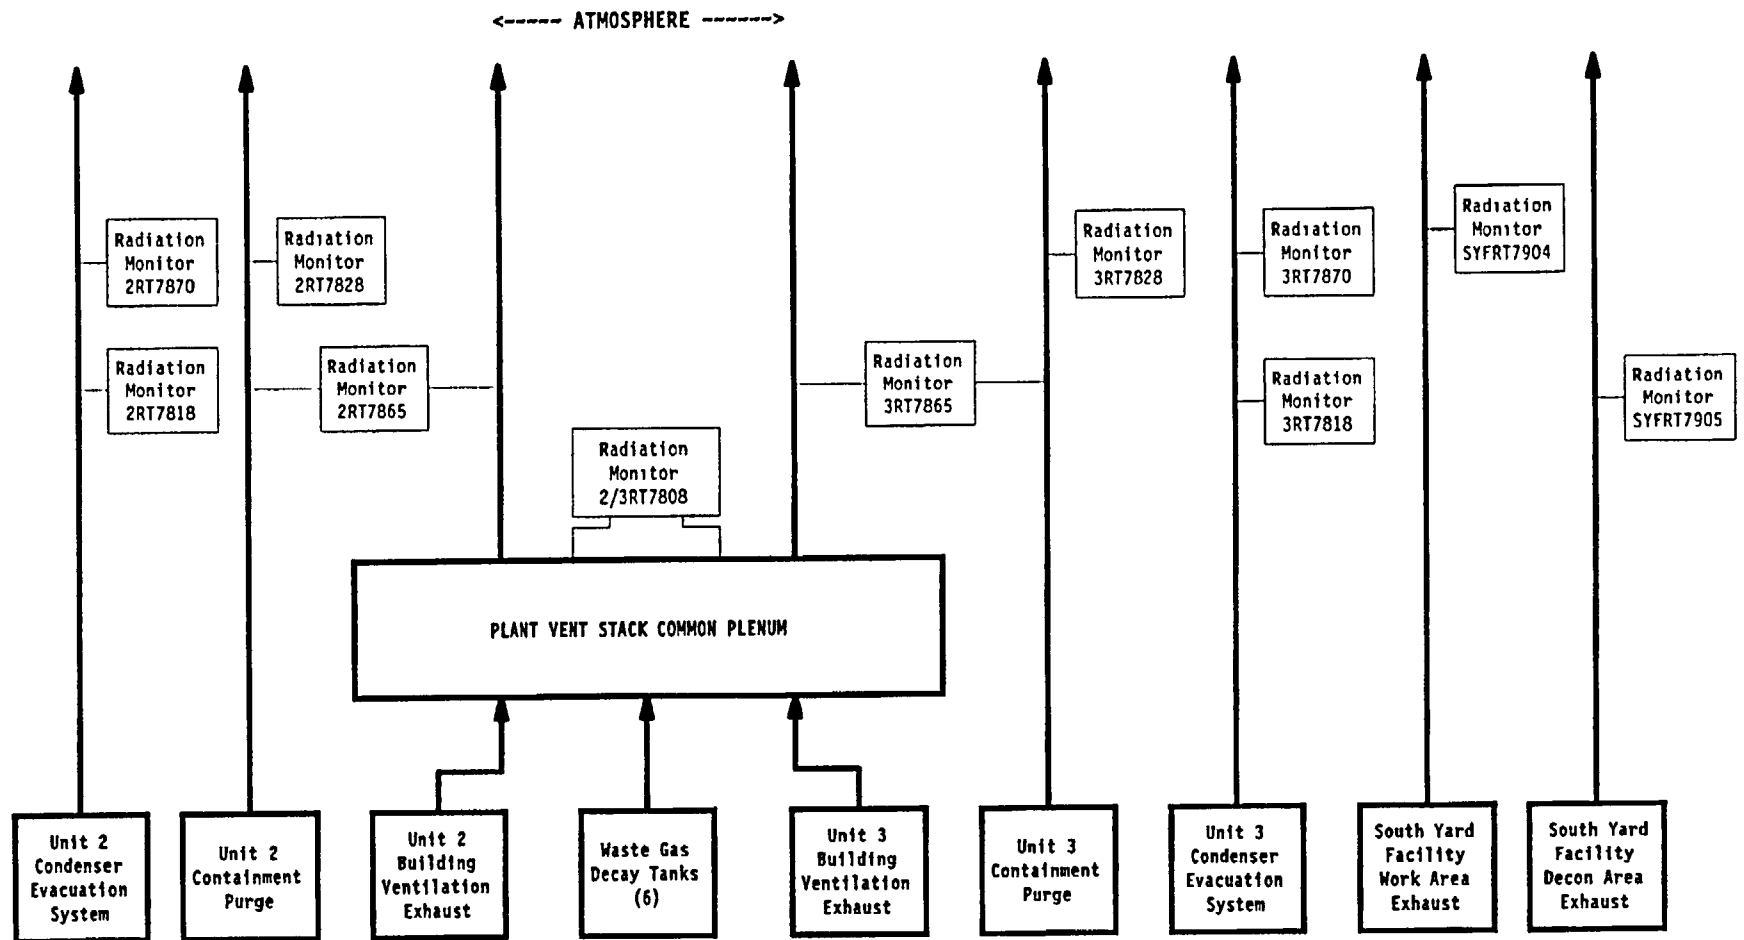 <----- ATMOSPHERE ------>
Radiation
Monitor
2RT7870
Radiation
Monitor
2RT7828
Radiation
Monitor
3RT7828
Radiation
Monitor
3RT7870
Radiation
Monitor
SYFRT7904
Radiation
Monitor
2RT7818
Radiation
Monitor
2RT7865
Radiation
Monitor
3RT7865
Radiation
Monitor
3RT7818
Radiation
Monitor
SYFRT7905
Radiation
Monitor
2/3RT7808
PLANT VENT STACK COMMON PLENUM
Unit 2
Condenser
Evacuation
System
Unit 2
Containment
Purge
Unit 2
Building
Ventilation
Exhaust
Waste Gas
Decay Tanks
(6)
Unit 3
Building
Ventilation
Exhaust
Unit 3
Containment
Purge
Unit 3
Condenser
Evacuation
System
South Yard
Facility
Work Area
Exhaust
South Yard
Facility
Decon Area
Exhaust